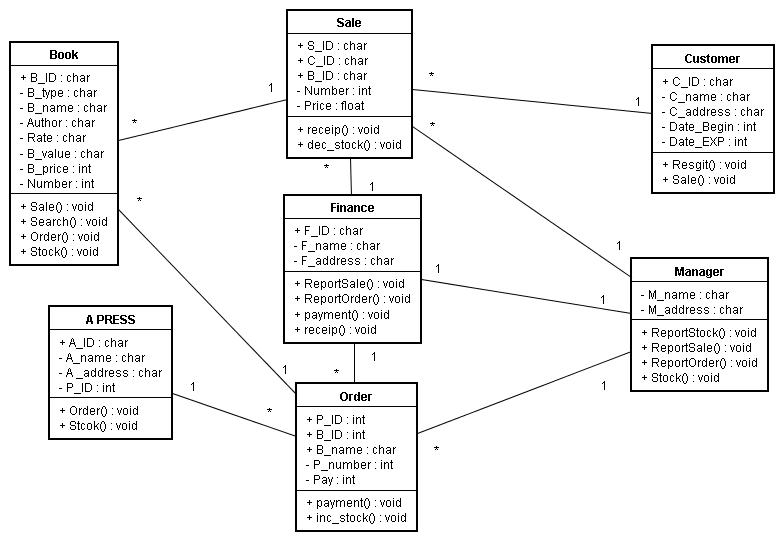 Sale
+ S_ID : char
+ C_ID : char
+ B_ID : char
- Number : int
- Price : float
+ receip() : void
+ dec_stock() : void
Book
+ B_ID : char
- B_type : char
- B_name : char
- Author : char
- Rate : char
- B_value : char
- B_price : int
- Number : int
+ Sale() : void
+ Search() : void
+ Order() : void
+ Stock() : void
Customer
+ C_ID : char
- C_name : char
- C_address : char
- Date_Begin : int
- Date_EXP : int
+ Resgit() : void
+ Sale() : void
*
1
1
*
*
*
1
*
1
Finance
+ F_ID : char
- F_name : char
- F_address : char
+ ReportSale() : void
+ ReportOrder() : void
+ payment() : void
+ receip() : void
1
1
1
Manager
- M_name : char
- M_address : char
+ ReportStock() : void
+ ReportSale() : void
+ ReportOrder() : void
+ Stock() : void
A PRESS
+ A_ID : char
- A_name : char
- A _address : char
- P_ID : int
+ Order() : void
+ Stcok() : void
1
*
1
1
*
1
*
Order
+ P_ID : int
+ B_ID : int
+ B_name : char
- P_number : int
- Pay : int
+ payment() : void
+ inc_stock() : void